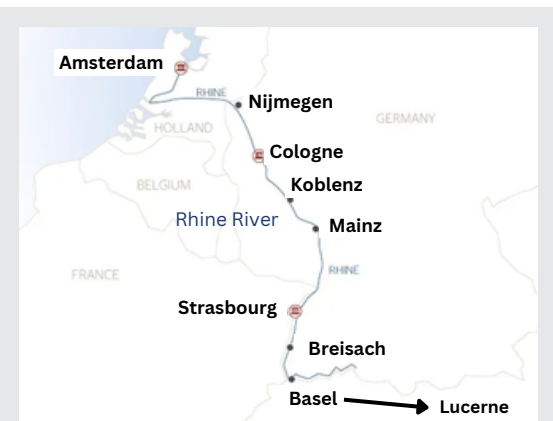 Amsterdam
RHINE
Nijmegen
GERMANY
HOLLAND
Cologne
BELGIUM
Koblenz
Rhine River
Mainz
FRANCE
RHINE
Strasbourg
Breisach
Basel
Lucerne